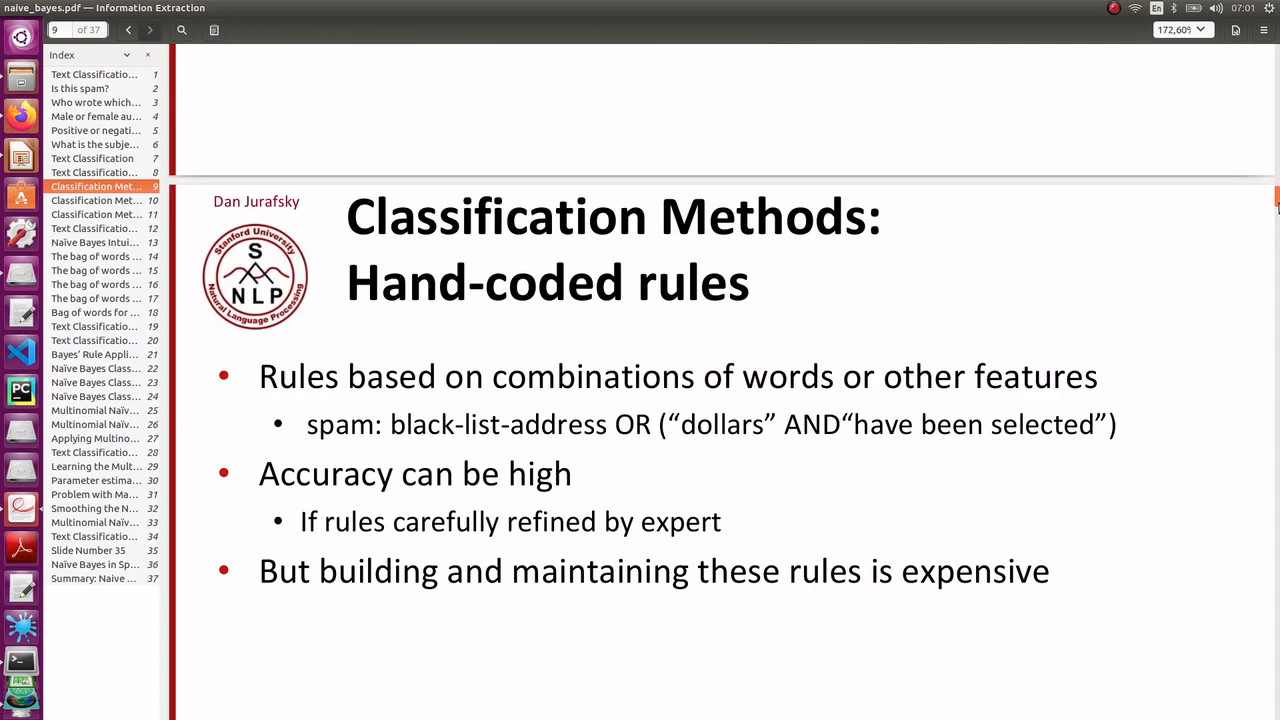 naive_bayes.pdf — Information Extraction
En
07:01
9 of 37
172,60%
Index
Text Classificatio... 1
Is this spam? 2
Who wrote which... 3
Male or female au... 4
Positive or negati... 5
What is the subje... 6
Text Classification 7
Text Classificatio... 8
Classification Met... 9
Classification Met... 10
Classification Met... 11
Text Classificatio... 12
Naïve Bayes Intui... 13
The bag of words ... 14
The bag of words ... 15
The bag of words ... 16
The bag of words ... 17
Bag of words for ... 18
Text Classificatio... 19
Text Classificatio... 20
Bayes' Rule Appli... 21
Naïve Bayes Class... 22
Naïve Bayes Class... 23
Naïve Bayes Class... 24
Multinomial Naïv... 25
Multinomial Naïv... 26
Applying Multino... 27
Text Classificatio... 28
Learning the Mult... 29
Parameter estima... 30
Problem with Ma... 31
Smoothing the N... 32
Multinomial Naïv... 33
Text Classificatio... 34
Slide Number 35 35
Naïve Bayes in Sp... 36
Summary: Naive ... 37
Dan Jurafsky
Stanford University
S
NLP
Natural Language Processing
Classification Methods:
Hand-coded rules
• Rules based on combinations of words or other features
• spam: black-list-address OR (“dollars” AND“have been selected”)
• Accuracy can be high
• If rules carefully refined by expert
• But building and maintaining these rules is expensive
PC